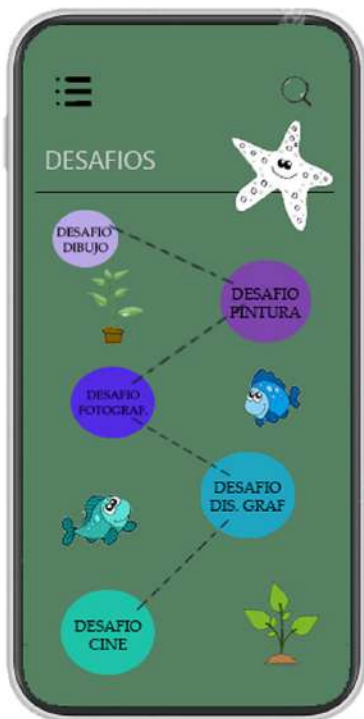 DESAFIOS
DESAFIO
DIBUJO
DESAFIO
PINTURA
DESAFIO
FOTOGRAF.
DESAFIO
DIS. GRAF
DESAFIO
CINE